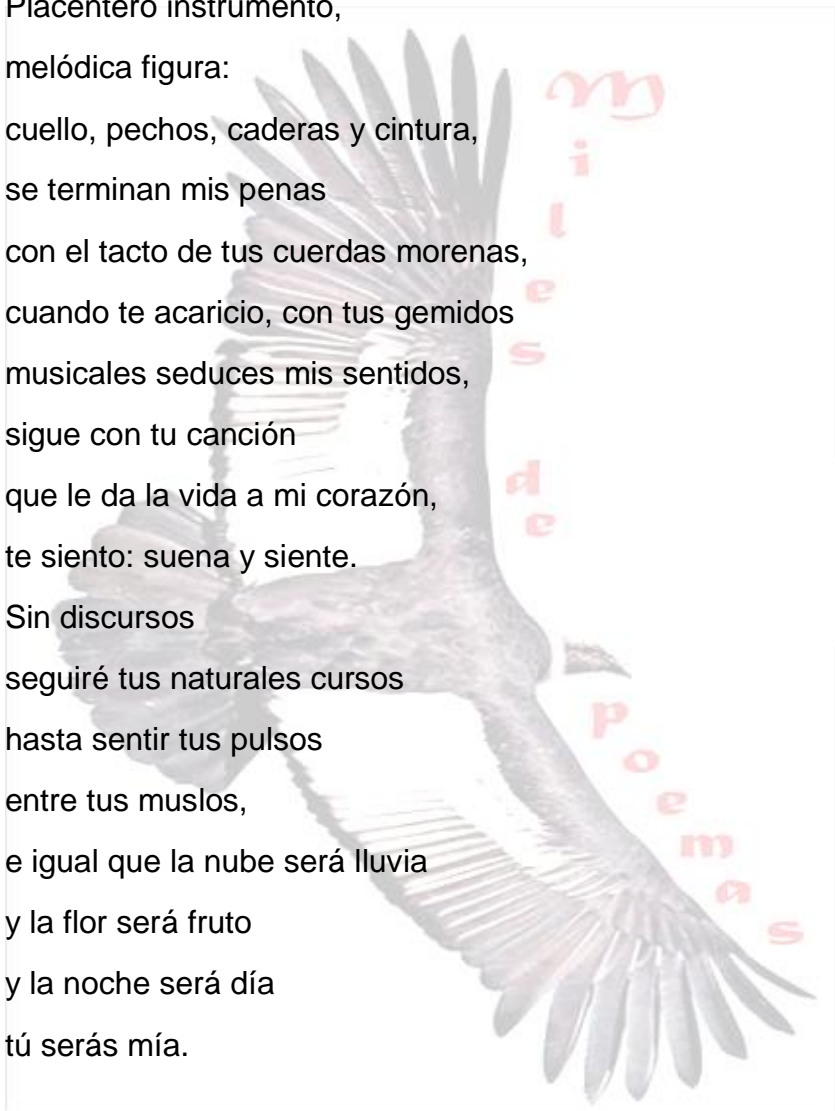 Placentero instrumento,
melódica figura:
cuello, pechos, caderas y cintura,
se terminan mis penas
con el tacto de tus cuerdas morenas,
cuando te acaricio, con tus gemidos
musicales seduces mis sentidos,
sigue con tu canción
que le da la vida a mi corazón,
te siento: suena y siente.
Sin discursos
seguiré tus naturales cursos
hasta sentir tus pulsos
entre tus muslos,
e igual que la nube será lluvia
y la flor será fruto
y la noche será día
tú serás mía.
Miles de poemas